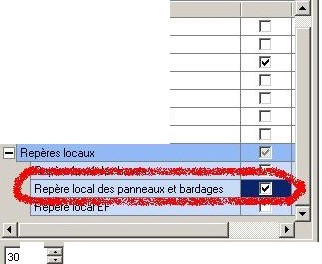 Repères locaux
Repère local des panneaux et bardages
Repère local EF
30